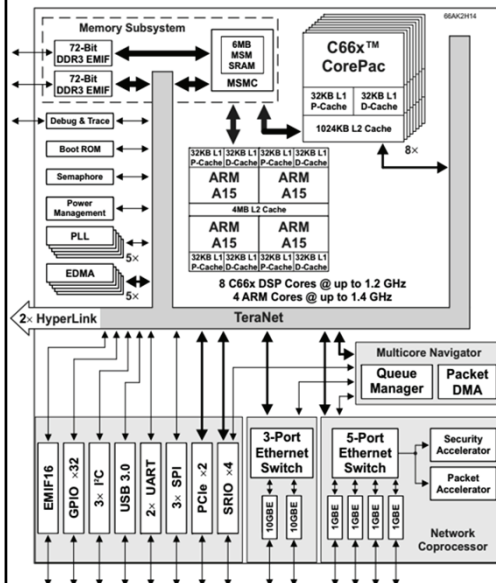 66AK2H14
Memory Subsystem
72-Bit
DDR3 EMIF
72-Bit
DDR3 EMIF
6MB
MSM
SRAM
MSMC
C66x™
CorePac
32KB L1
P-Cache
32KB L1
D-Cache
1024KB L2 Cache
8×
Debug & Trace
Boot ROM
Semaphore
Power
Management
PLL
5×
EDMA
5×
32KB L1
P-Cache
32KB L1
D-Cache
32KB L1
P-Cache
32KB L1
D-Cache
ARM
A15
ARM
A15
4MB L2 Cache
ARM
A15
ARM
A15
32KB L1
P-Cache
32KB L1
D-Cache
32KB L1
P-Cache
32KB L1
D-Cache
8 C66x DSP Cores @ up to 1.2 GHz
4 ARM Cores @ up to 1.4 GHz
2× HyperLink
TeraNet
Multicore Navigator
Queue
Manager
Packet
DMA
EMIF16
GPIO ×32
3× I²C
USB 3.0
2× UART
3× SPI
PCIe ×2
SRIO ×4
3-Port
Ethernet
Switch
10GBE
10GBE
5-Port
Ethernet
Switch
1GBE
1GBE
1GBE
1GBE
Security
Accelerator
Packet
Accelerator
Network
Coprocessor